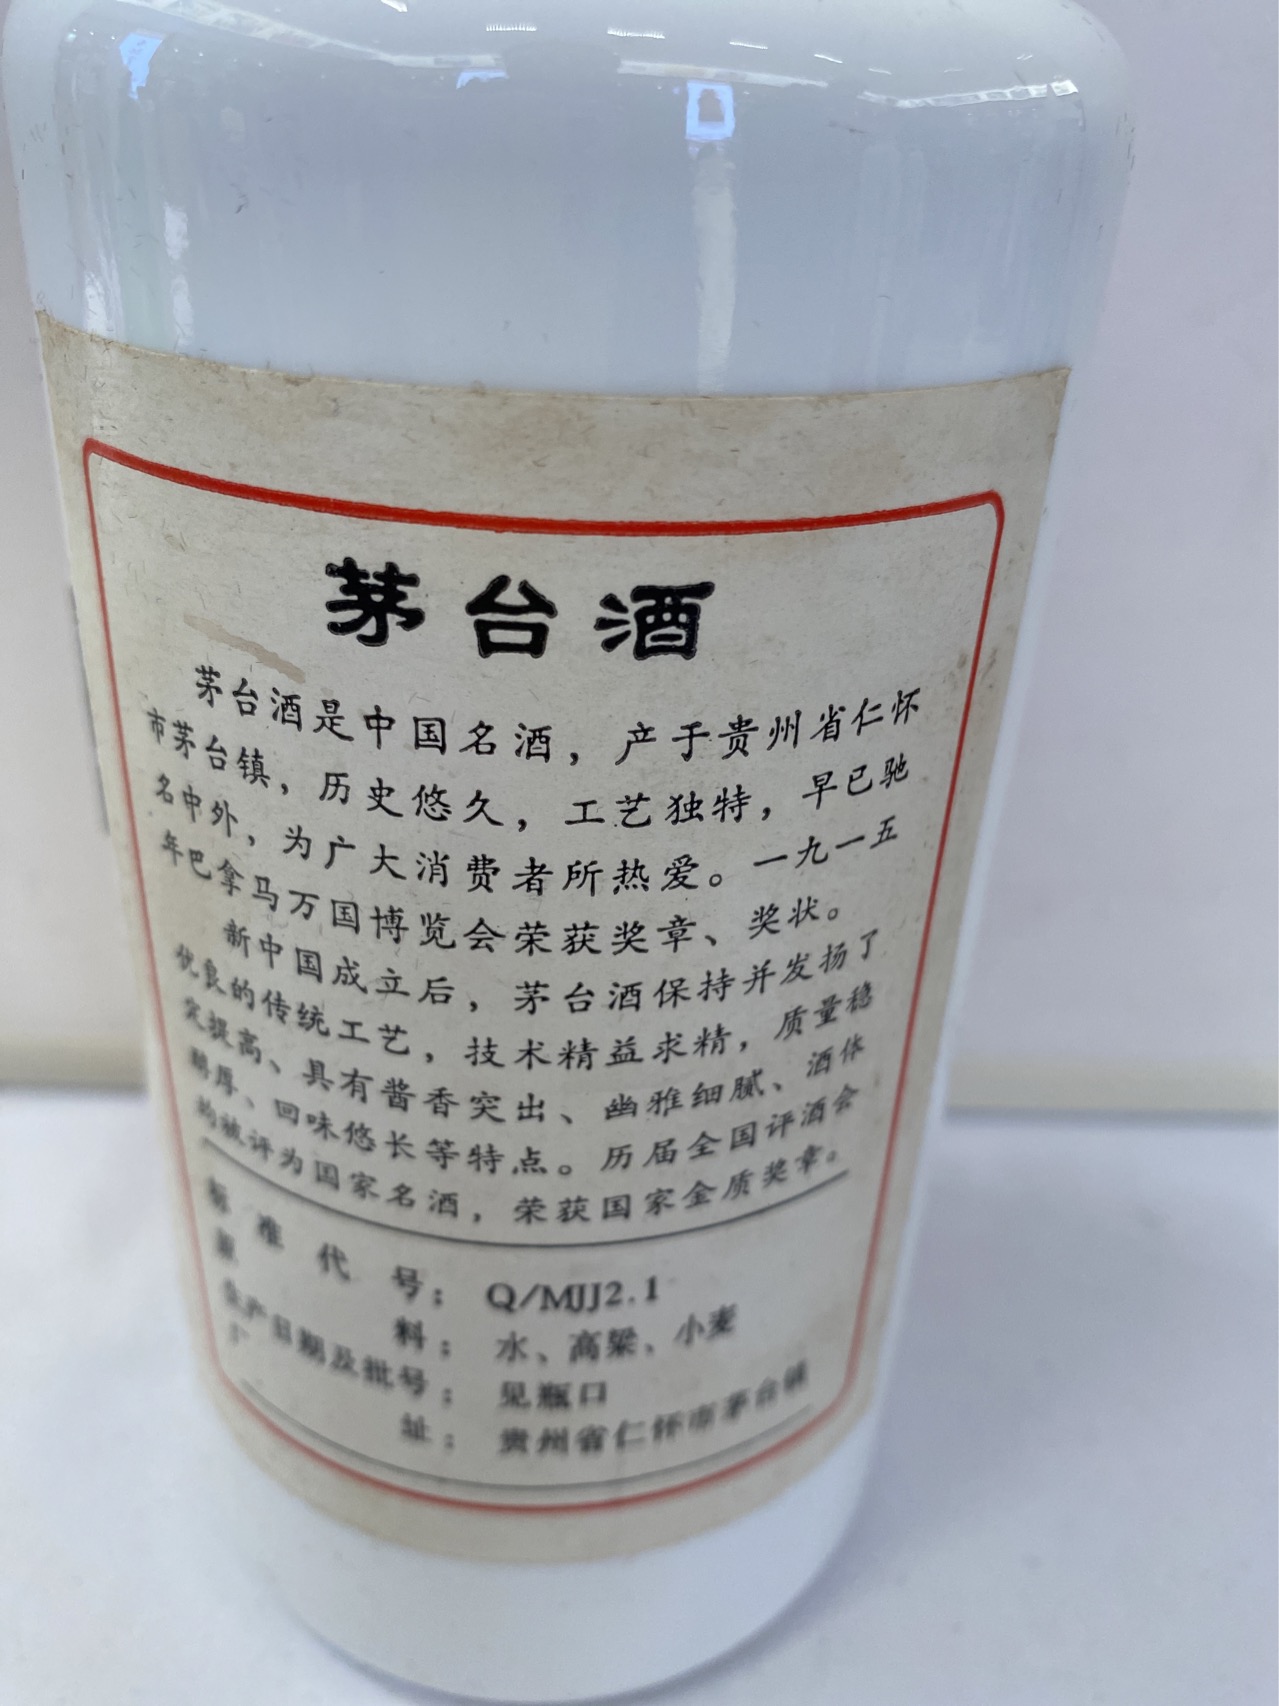 茅台酒
茅台酒是中国名酒，产于贵州省仁怀
市茅台镇，历史悠久，工艺独特，早已驰
名中外，为广大消费者所热爱。一九一五
年巴拿马万国博览会荣获奖章、奖状。
新中国成立后，茅台酒保持并发扬了
优良的传统工艺，技术精益求精，质量稳
定提高、具有酱香突出、幽雅细腻、酒体
醇厚、回味悠长等特点。历届全国评酒会
均被评为国家名酒，荣获国家金质奖章。
标准代号：Q/MJJ2.1
原料：水、高粱、小麦
生产日期及批号：见瓶口
厂址：贵州省仁怀市茅台镇